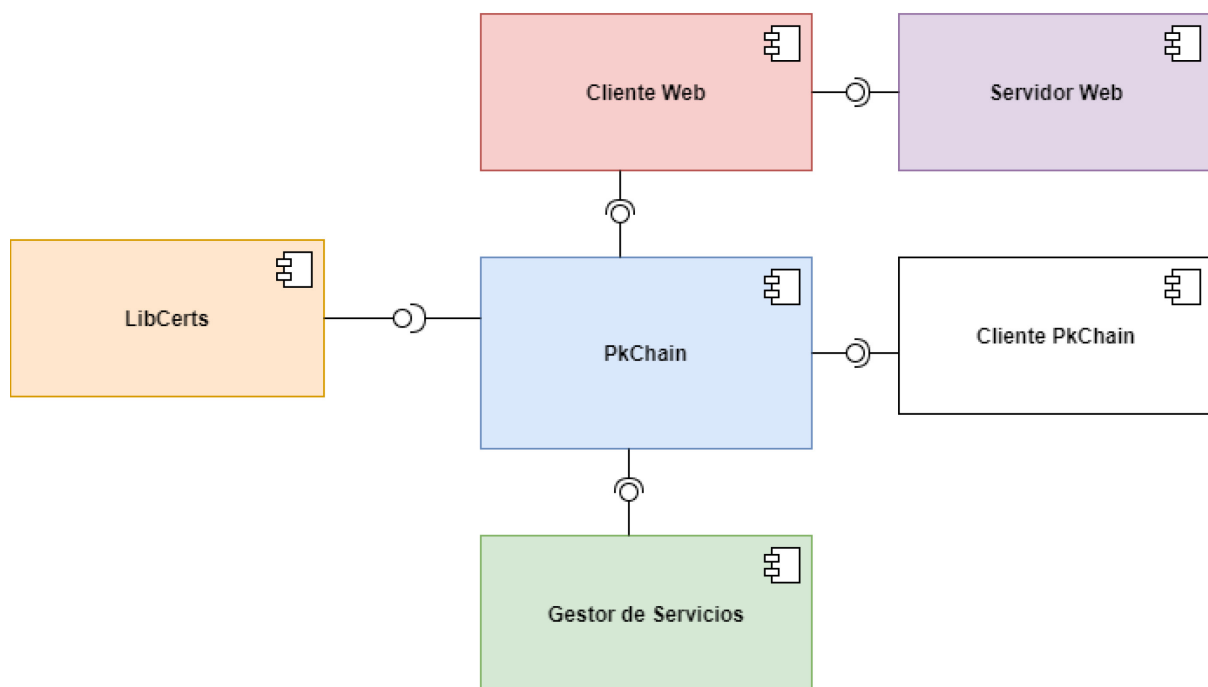 Cliente Web
Servidor Web
LibCerts
PkChain
Cliente PkChain
Gestor de Servicios